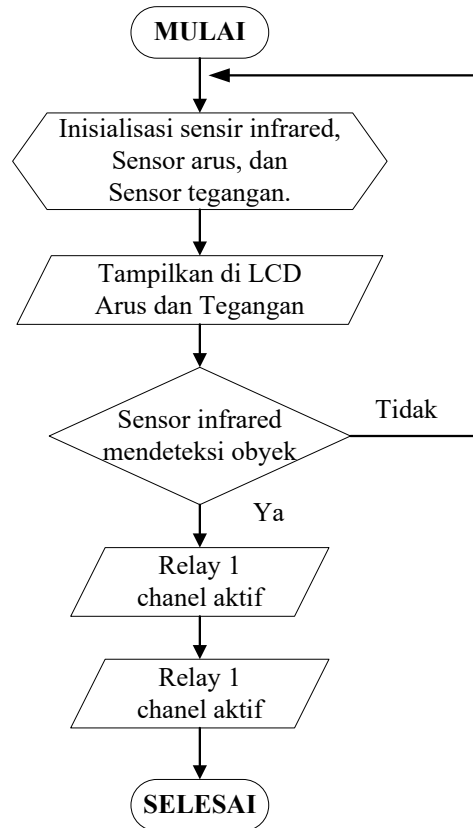 MULAI
Inisialisasi sensir infrared,
Sensor arus, dan
Sensor tegangan.
Tampilkan di LCD
Arus dan Tegangan
Sensor infrared
mendeteksi obyek
Tidak
Ya
Relay 1
chanel aktif
Relay 1
chanel aktif
SELESAI